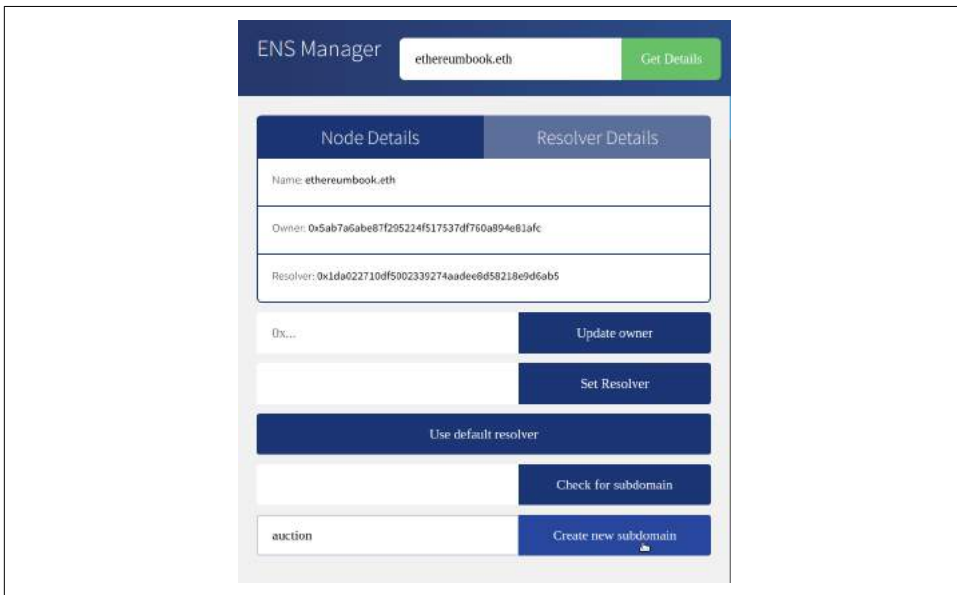 ENS Manager
ethereumbook.eth
Get Details
Node Details
Resolver Details
Name: ethereumbook.eth
Owner: 0x5ab7a6abe87f295224f517537df760a894e81afc
Resolver: 0x1da022710df5002339274aadee8d58218e9d6ab5
0x...
Update owner
Set Resolver
Use default resolver
Check for subdomain
auction
Create new subdomain